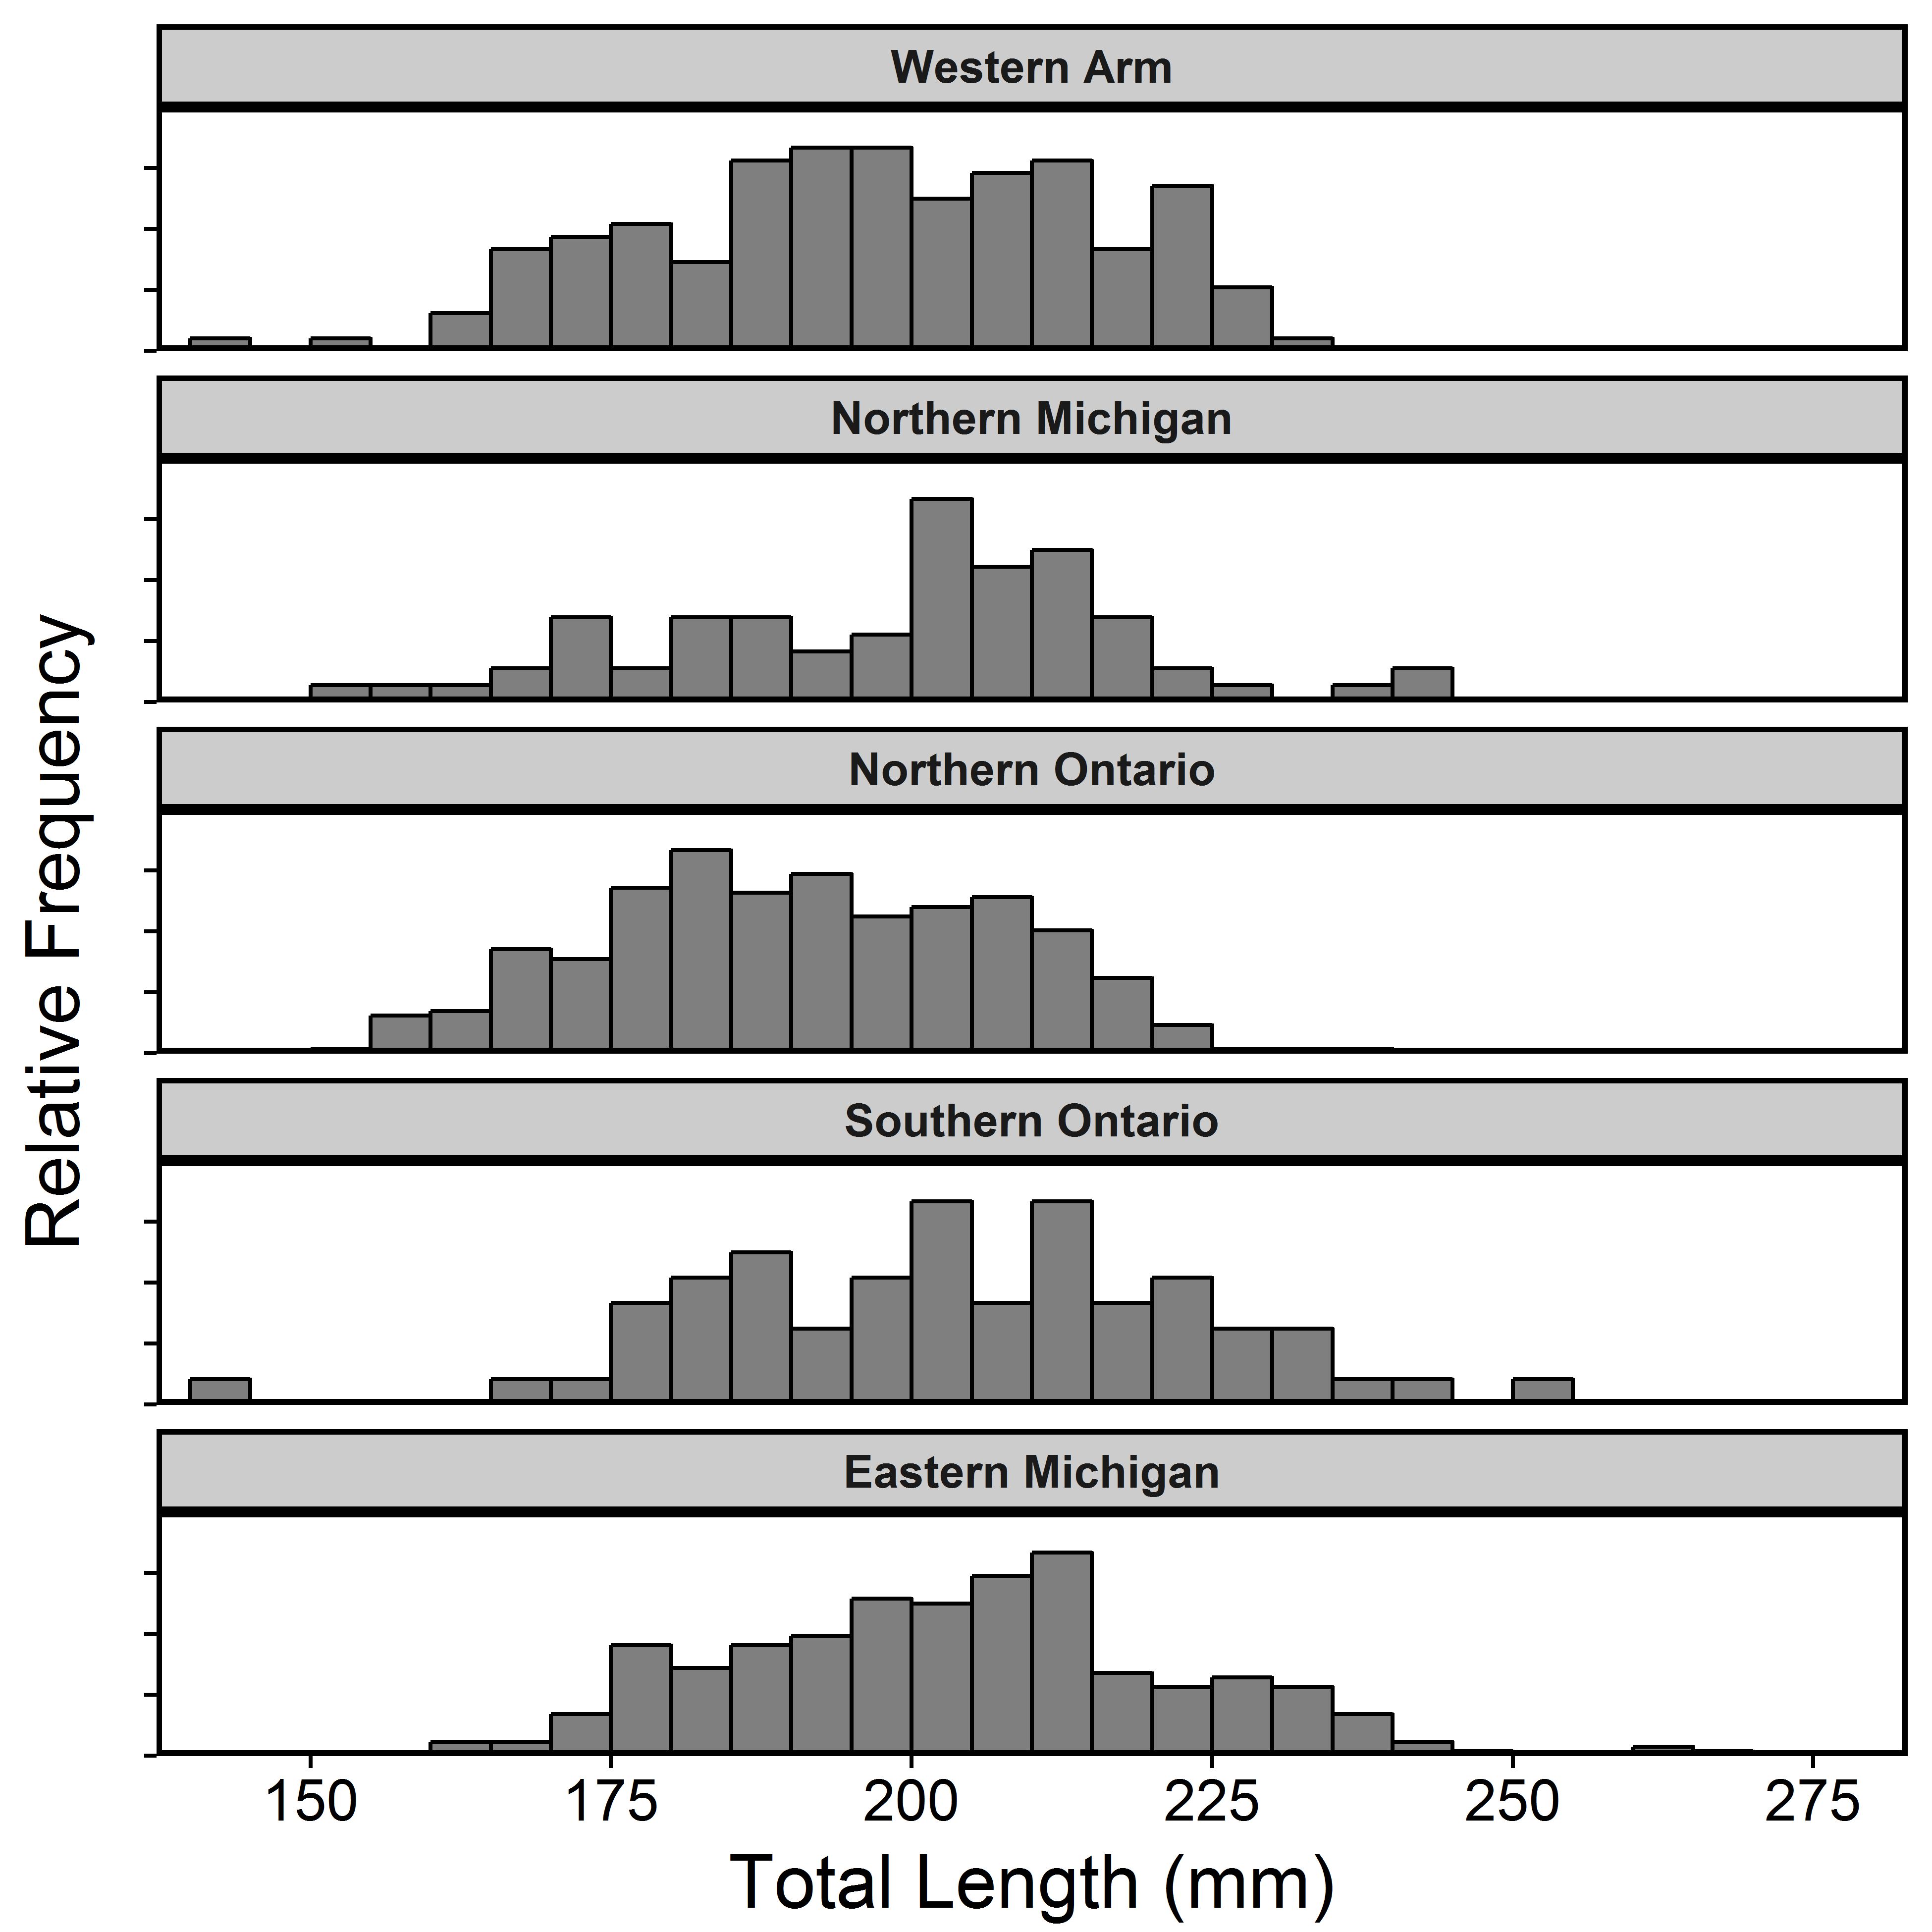 Western Arm
Northern Michigan
Northern Ontario
Southern Ontario
Eastern Michigan
Relative Frequency
150 175 200 225 250 275
Total Length (mm)